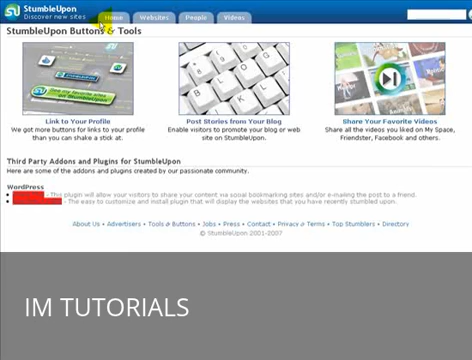 StumbleUpon
Discover new sites
Home Websites People Videos
StumbleUpon Buttons & Tools
Link to Your Profile
We got more buttons for links to your profile
than you can shake a stick at.
Post Stories from Your Blog
Enable visitors to promote your blog or web
site on StumbleUpon.
Share Your Favorite Videos
Share all the videos you liked on My Space,
Friendster, Facebook and others.
Third Party Addons and Plugins for StumbleUpon
Here are some of the addons and plugins created by our passionate community.
WordPress
- This plugin will allow your visitors to share your content via social bookmarking sites and/or e-mailing the post to a friend.
- The easy to customize and install plugin that will display the websites that you have recently stumbled upon.
About Us • Advertisers • Tools & Buttons • Jobs • Press • Contact • Privacy & Terms • Top Stumblers • Directory
© StumbleUpon 2001-2007
IM TUTORIALS